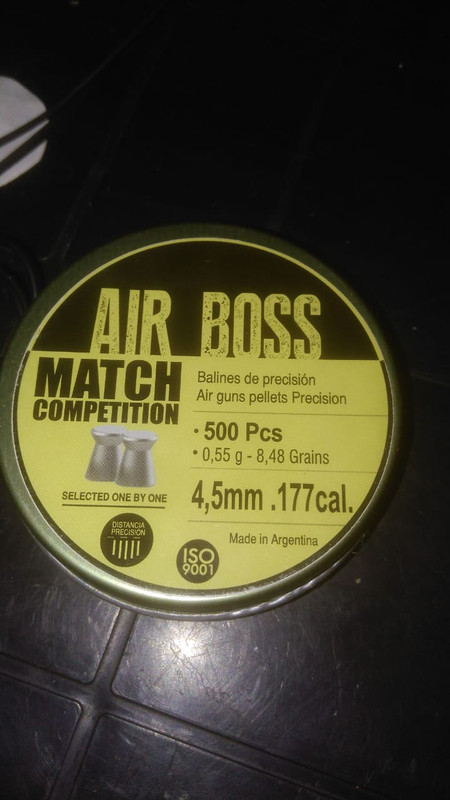 AIR BOSS
MATCH
COMPETITION
SELECTED ONE BY ONE
DISTANCIA
PRECISIÓN
ISO
9001
Balines de precisión
Air guns pellets Precision
• 500 Pcs
• 0,55 g - 8,48 Grains
4,5mm .177cal.
Made in Argentina